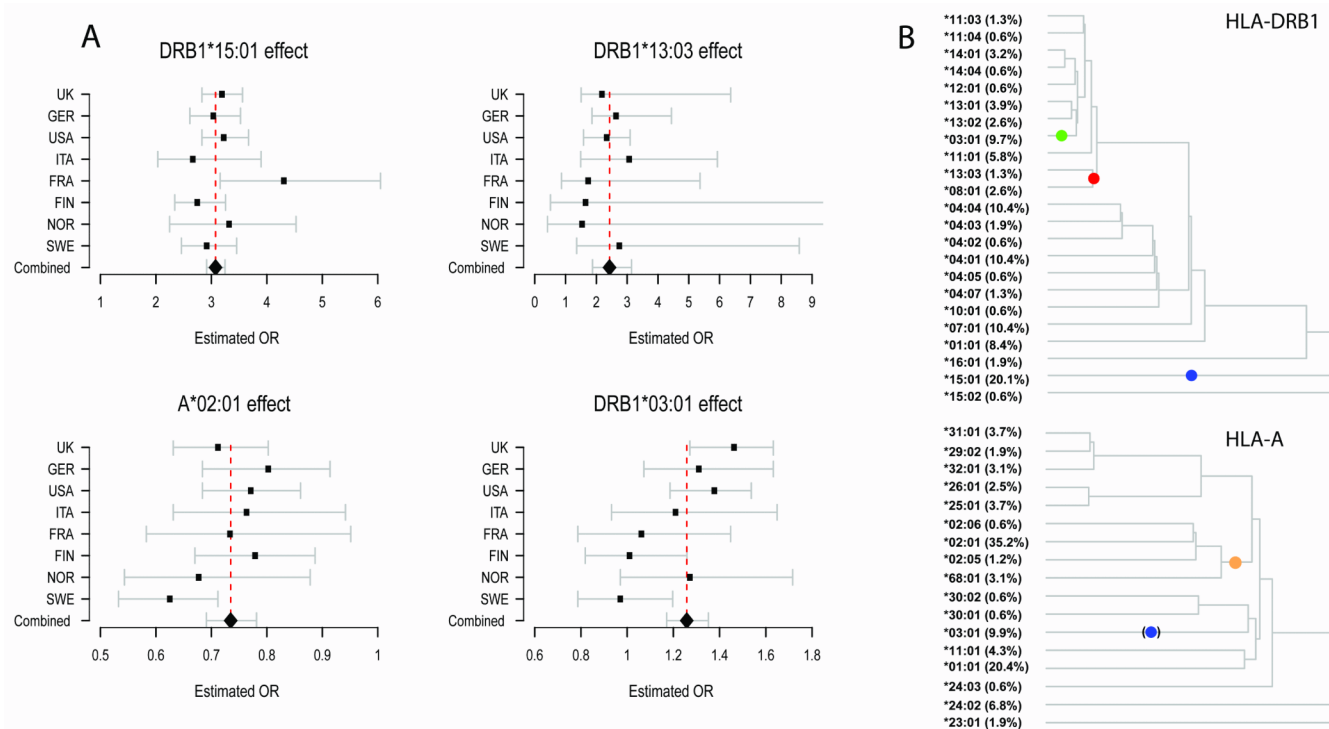 A
DRB1*15:01 effect
UK
GER
USA
ITA
FRA
FIN
NOR
SWE
Combined
1 2 3 4 5 6
Estimated OR
DRB1*13:03 effect
UK
GER
USA
ITA
FRA
FIN
NOR
SWE
Combined
0 1 2 3 4 5 6 7 8 9
Estimated OR
A*02:01 effect
UK
GER
USA
ITA
FRA
FIN
NOR
SWE
Combined
0.5 0.6 0.7 0.8 0.9 1
Estimated OR
DRB1*03:01 effect
UK
GER
USA
ITA
FRA
FIN
NOR
SWE
Combined
0.8 1 1.2 1.4 1.6 1.8
Estimated OR
B
HLA-DRB1
*11:03 (1.3%)
*11:04 (0.6%)
*14:01 (3.2%)
*14:04 (0.6%)
*12:01 (0.6%)
*13:01 (3.9%)
*13:02 (2.6%)
*03:01 (9.7%)
*11:01 (5.8%)
*13:03 (1.3%)
*08:01 (2.6%)
*04:04 (10.4%)
*04:03 (1.9%)
*04:02 (0.6%)
*04:01 (10.4%)
*04:05 (0.6%)
*04:07 (1.3%)
*10:01 (0.6%)
*07:01 (10.4%)
*01:01 (8.4%)
*16:01 (1.9%)
*15:01 (20.1%)
*15:02 (0.6%)
HLA-A
*31:01 (3.7%)
*29:02 (1.9%)
*32:01 (3.1%)
*26:01 (2.5%)
*25:01 (3.7%)
*02:06 (0.6%)
*02:01 (35.2%)
*02:05 (1.2%)
*68:01 (3.1%)
*30:02 (0.6%)
*30:01 (0.6%)
*03:01 (9.9%)
( )
*11:01 (4.3%)
*01:01 (20.4%)
*24:03 (0.6%)
*24:02 (6.8%)
*23:01 (1.9%)